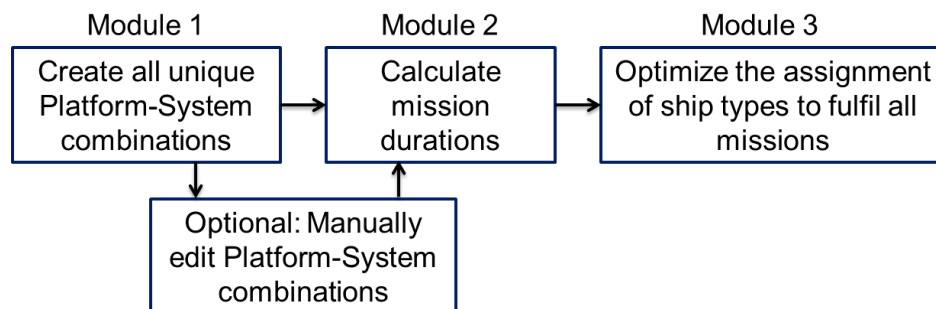 Module 1
Create all unique
Platform-System
combinations
Module 2
Calculate
mission
durations
Module 3
Optimize the assignment
of ship types to fulfil all
missions
Optional: Manually
edit Platform-System
combinations